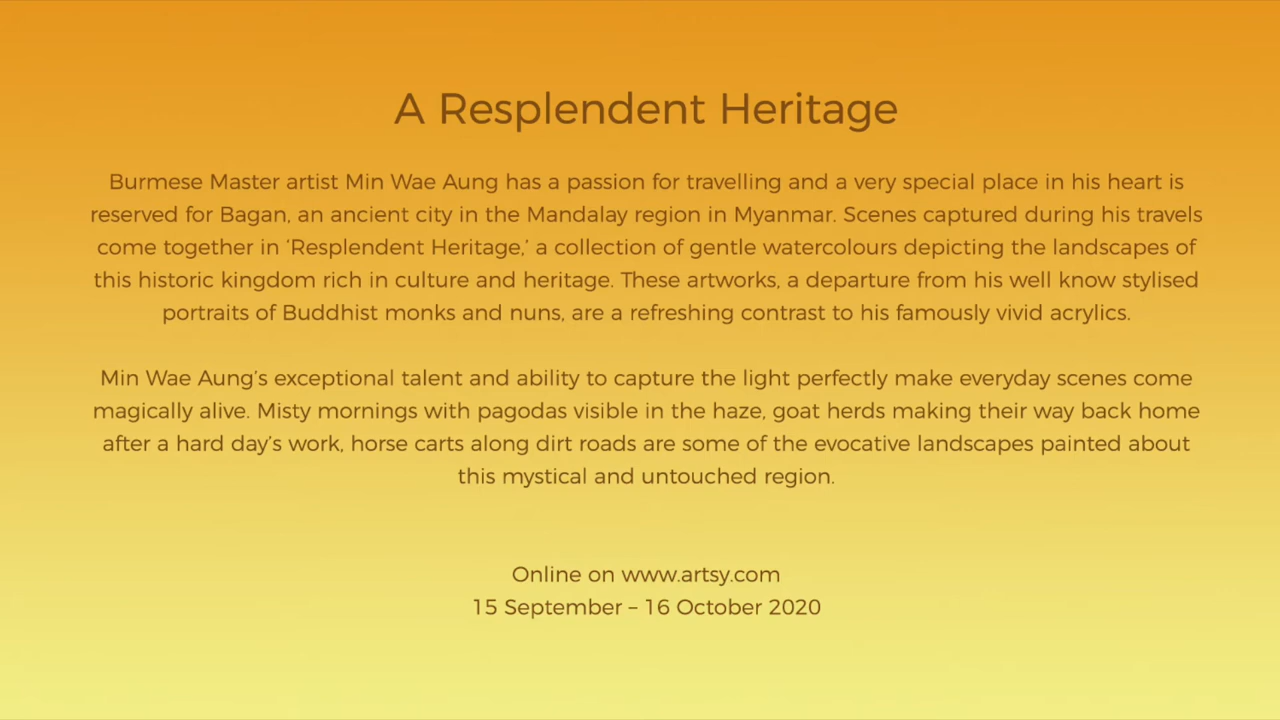 A Resplendent Heritage
Burmese Master artist Min Wae Aung has a passion for travelling and a very special place in his heart is
reserved for Bagan, an ancient city in the Mandalay region in Myanmar. Scenes captured during his travels
come together in ‘Resplendent Heritage,’ a collection of gentle watercolours depicting the landscapes of
this historic kingdom rich in culture and heritage. These artworks, a departure from his well know stylised
portraits of Buddhist monks and nuns, are a refreshing contrast to his famously vivid acrylics.
Min Wae Aung’s exceptional talent and ability to capture the light perfectly make everyday scenes come
magically alive. Misty mornings with pagodas visible in the haze, goat herds making their way back home
after a hard day’s work, horse carts along dirt roads are some of the evocative landscapes painted about
this mystical and untouched region.
Online on www.artsy.com
15 September – 16 October 2020